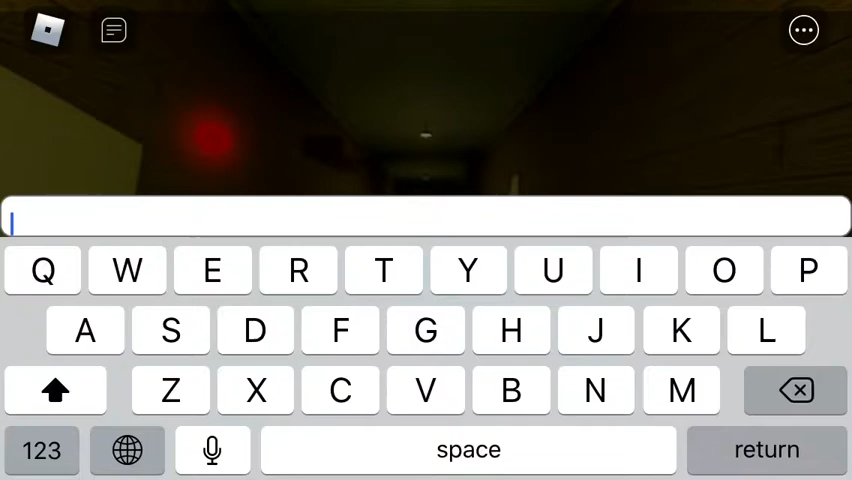 Q W E R T Y U I O P
A S D F G H J K L
Z X C V B N M
123 space return